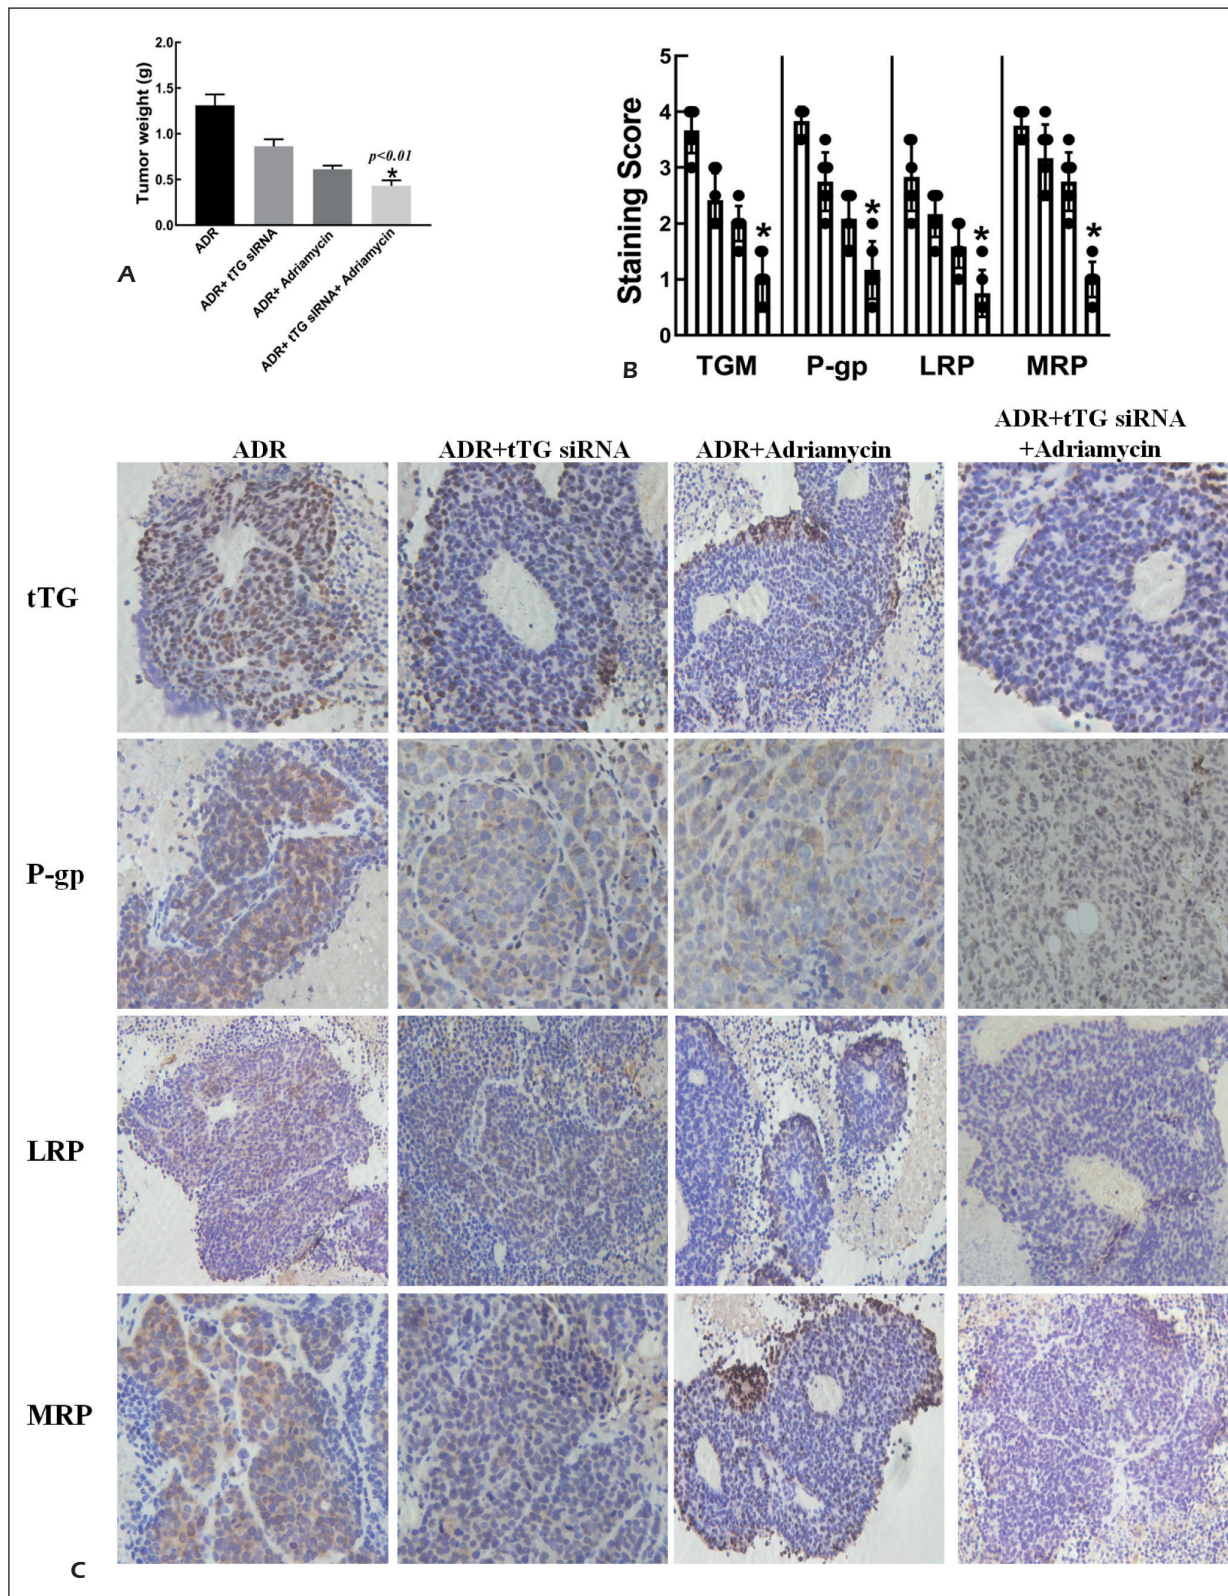 Tumor weight (g)
2.0
1.5
1.0
0.5
0.0
p<0.01
*
ADR
ADR+ tTG siRNA
ADR+ Adriamycin
ADR+ tTG siRNA+ Adriamycin
A
Staining Score
5
4
3
2
1
0
* * * *
TGM P-gp LRP MRP
B
ADR ADR+tTG siRNA ADR+Adriamycin ADR+tTG siRNA
+Adriamycin
tTG
P-gp
LRP
MRP
C